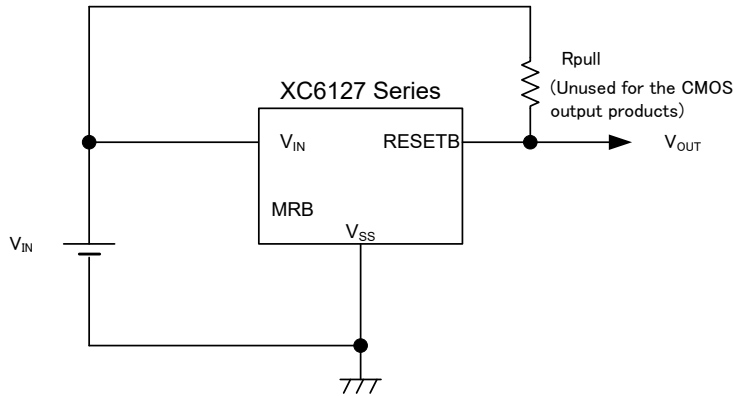 Rpull
(Unused for the CMOS
output products)
XC6127 Series
VIN
RESETB
VOUT
MRB
VSS
VIN